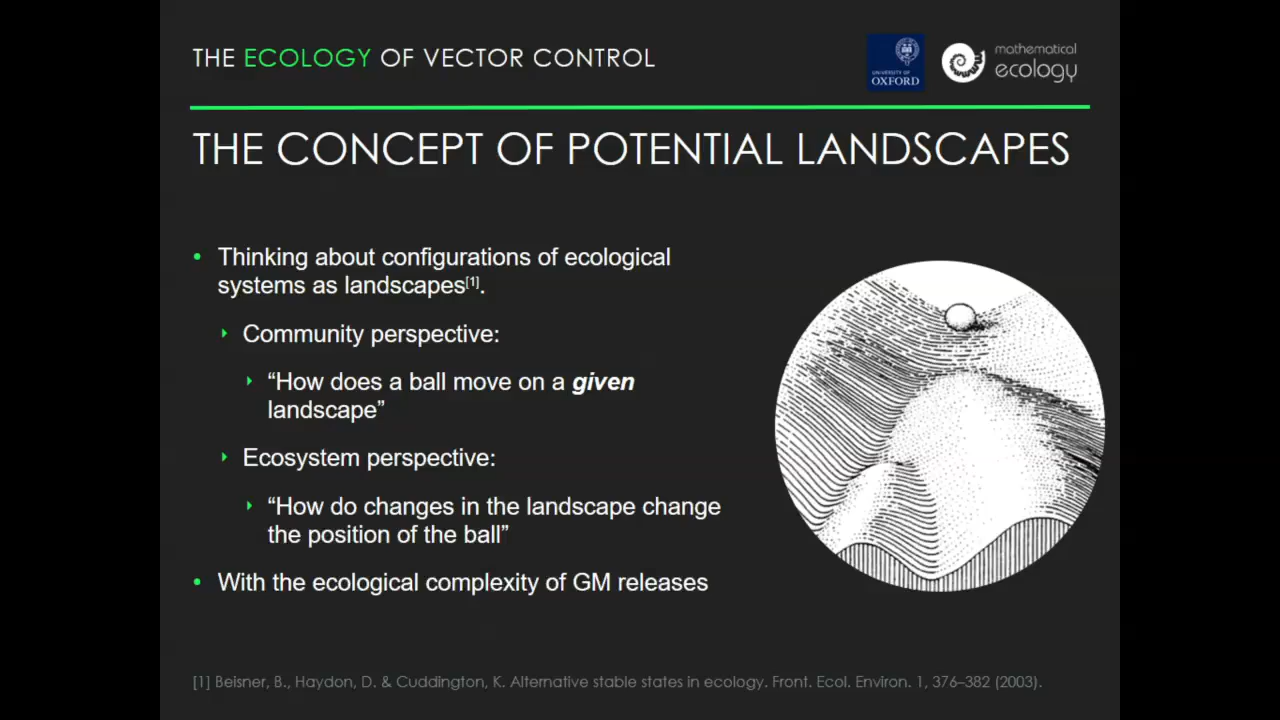 THE ECOLOGY OF VECTOR CONTROL
UNIVERSITY OF
OXFORD
mathematical
ecology
THE CONCEPT OF POTENTIAL LANDSCAPES
• Thinking about configurations of ecological
systems as landscapes[1].
Community perspective:
“How does a ball move on a given
landscape”
Ecosystem perspective:
“How do changes in the landscape change
the position of the ball”
• With the ecological complexity of GM releases
[1] Beisner, B., Haydon, D. & Cuddington, K. Alternative stable states in ecology. Front. Ecol. Environ. 1, 376–382 (2003).